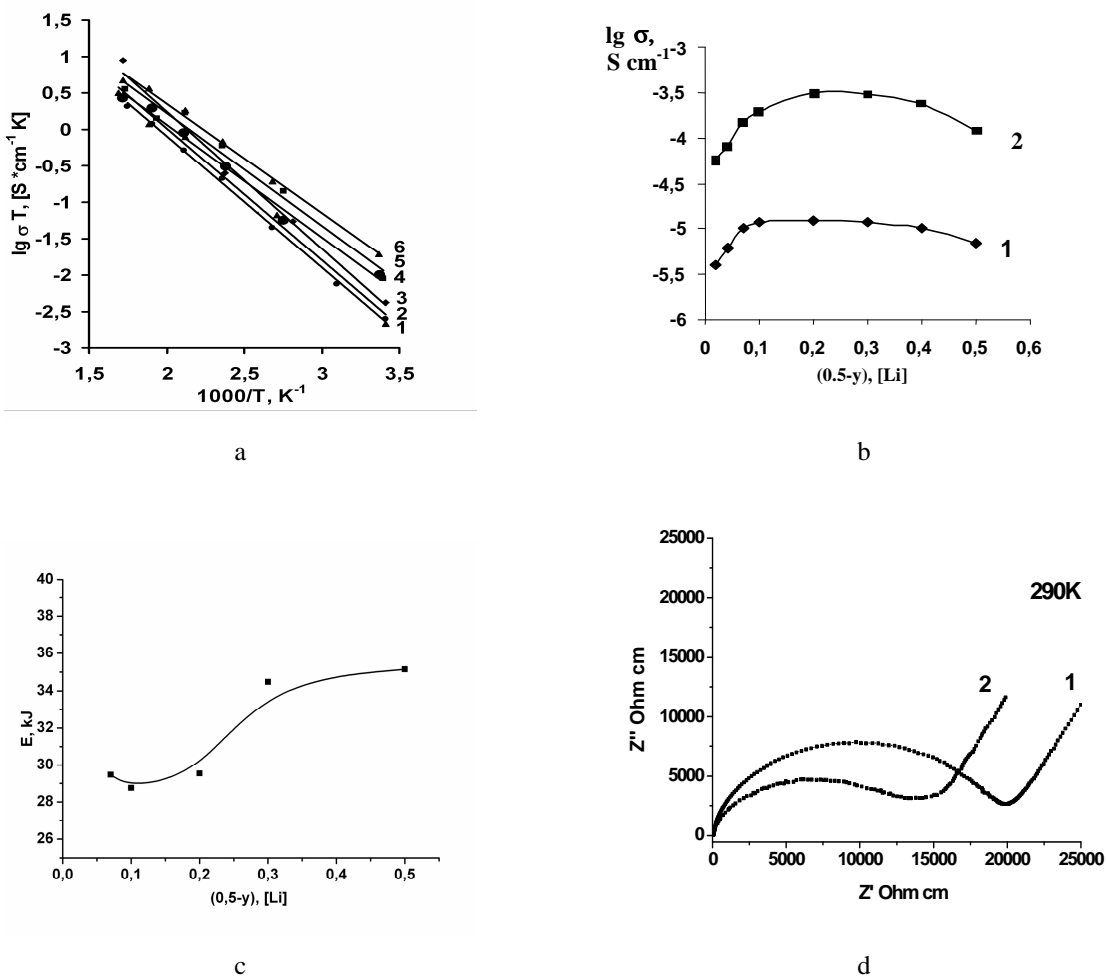 1,5
1
0,5
0
-0,5
-1
-1,5
-2
-2,5
-3
lg σ T, [S *cm⁻¹ K]
6
5
4
3
2
1
1,5 2 2,5 3 3,5
1000/T, K⁻¹
a
lg σ,
S cm⁻¹
-3
-3,5
-4
-4,5
-5
-5,5
-6
2
1
0 0,1 0,2 0,3 0,4 0,5 0,6
(0.5-y), [Li]
b
40
38
36
34
32
30
28
26
E, kJ
0,0 0,1 0,2 0,3 0,4 0,5
(0,5-y), [Li]
c
25000
20000
15000
10000
5000
0
Z'' Ohm cm
290K
2 1
0 5000 10000 15000 20000 25000
Z' Ohm cm
d